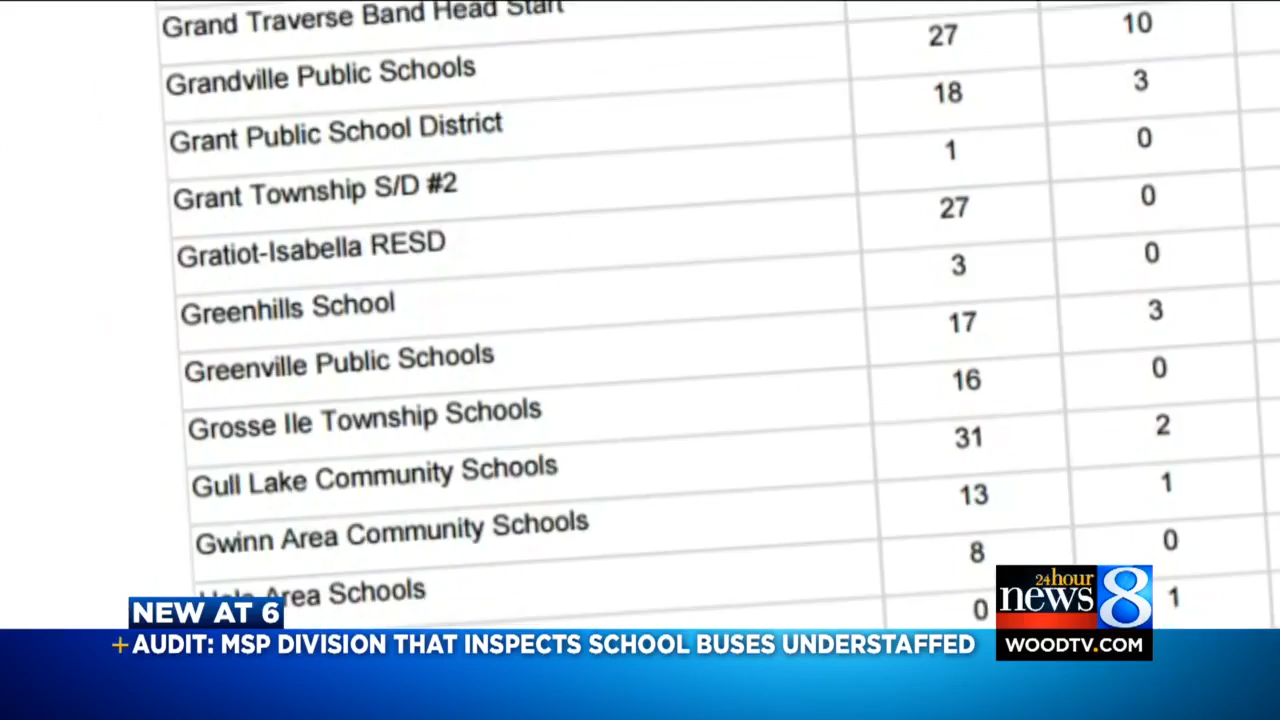 Grand Traverse Band Head Start
Grandville Public Schools 27 10
Grant Public School District 18 3
Grant Township S/D #2 1 0
Gratiot-Isabella RESD 27 0
Greenhills School 3 0
Greenville Public Schools 17 3
Grosse Ile Township Schools 16 0
Gull Lake Community Schools 31 2
Gwinn Area Community Schools 13 1
Area Schools 8 0
0 1
NEW AT 6
+AUDIT: MSP DIVISION THAT INSPECTS SCHOOL BUSES UNDERSTAFFED
24hour
news 8
WOODTV.COM